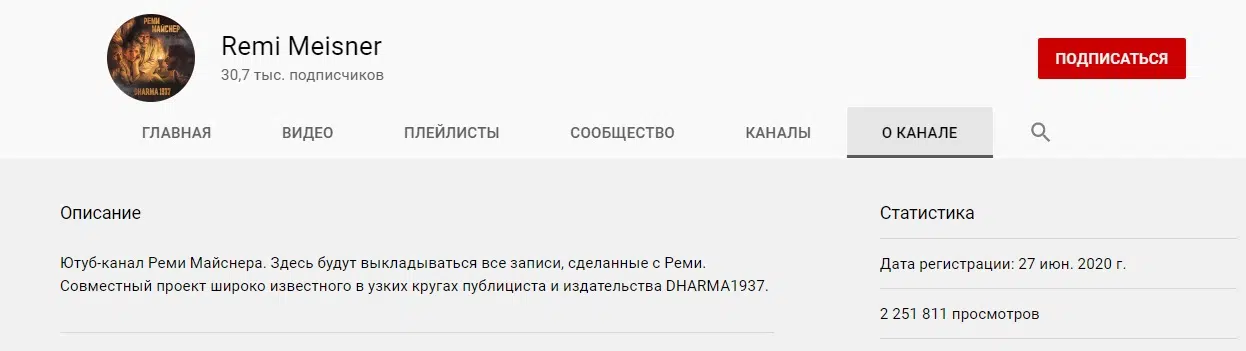 РЕМИ
МАЙСНЕР
DHARMA 1937
Remi Meisner
30,7 тыс. подписчиков
ПОДПИСАТЬСЯ
ГЛАВНАЯ ВИДЕО ПЛЕЙЛИСТЫ СООБЩЕСТВО КАНАЛЫ О КАНАЛЕ
Описание
Ютуб-канал Реми Майснера. Здесь будут выкладываться все записи, сделанные с Реми.
Совместный проект широко известного в узких кругах публициста и издательства DHARMA1937.
Статистика
Дата регистрации: 27 июн. 2020 г.
2 251 811 просмотров